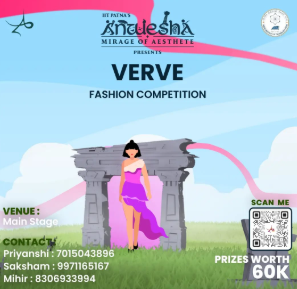 IIT PATNA'S
ANWESHA
MIRAGE OF AESTHETE
PRESENTS
VERVE
FASHION COMPETITION
VENUE :
Main Stage
CONTACT :
Priyanshi : 7015043896
Saksham : 9971165167
Mihir : 8306933994
SCAN ME
PRIZES WORTH
60K